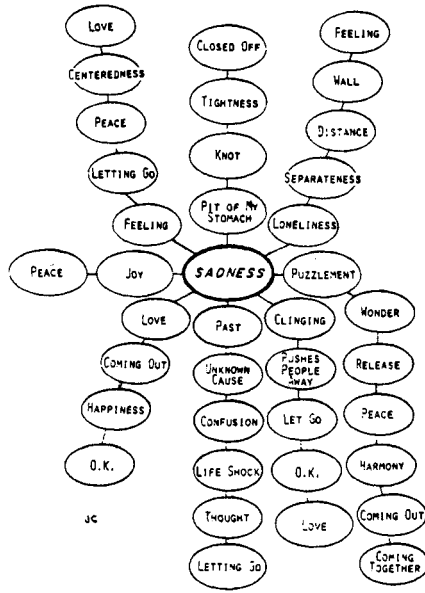 LOVE
CENTEREDNESS
PEACE
LETTING GO
FEELING
CLOSED OFF
TIGHTNESS
KNOT
PIT OF MY
STOMACH
FEELING
WALL
DISTANCE
SEPARATENESS
LONELINESS
PEACE
JOY
SADNESS
PUZZLEMENT
WONDER
RELEASE
PEACE
HARMONY
COMING OUT
COMING
TOGETHER
LOVE
COMING OUT
HAPPINESS
O.K.
PAST
UNKNOWN
CAUSE
CONFUSION
LIFE SHOCK
THOUGHT
LETTING GO
CLINGING
PUSHES
PEOPLE
AWAY
LET GO
O.K.
LOVE
JC